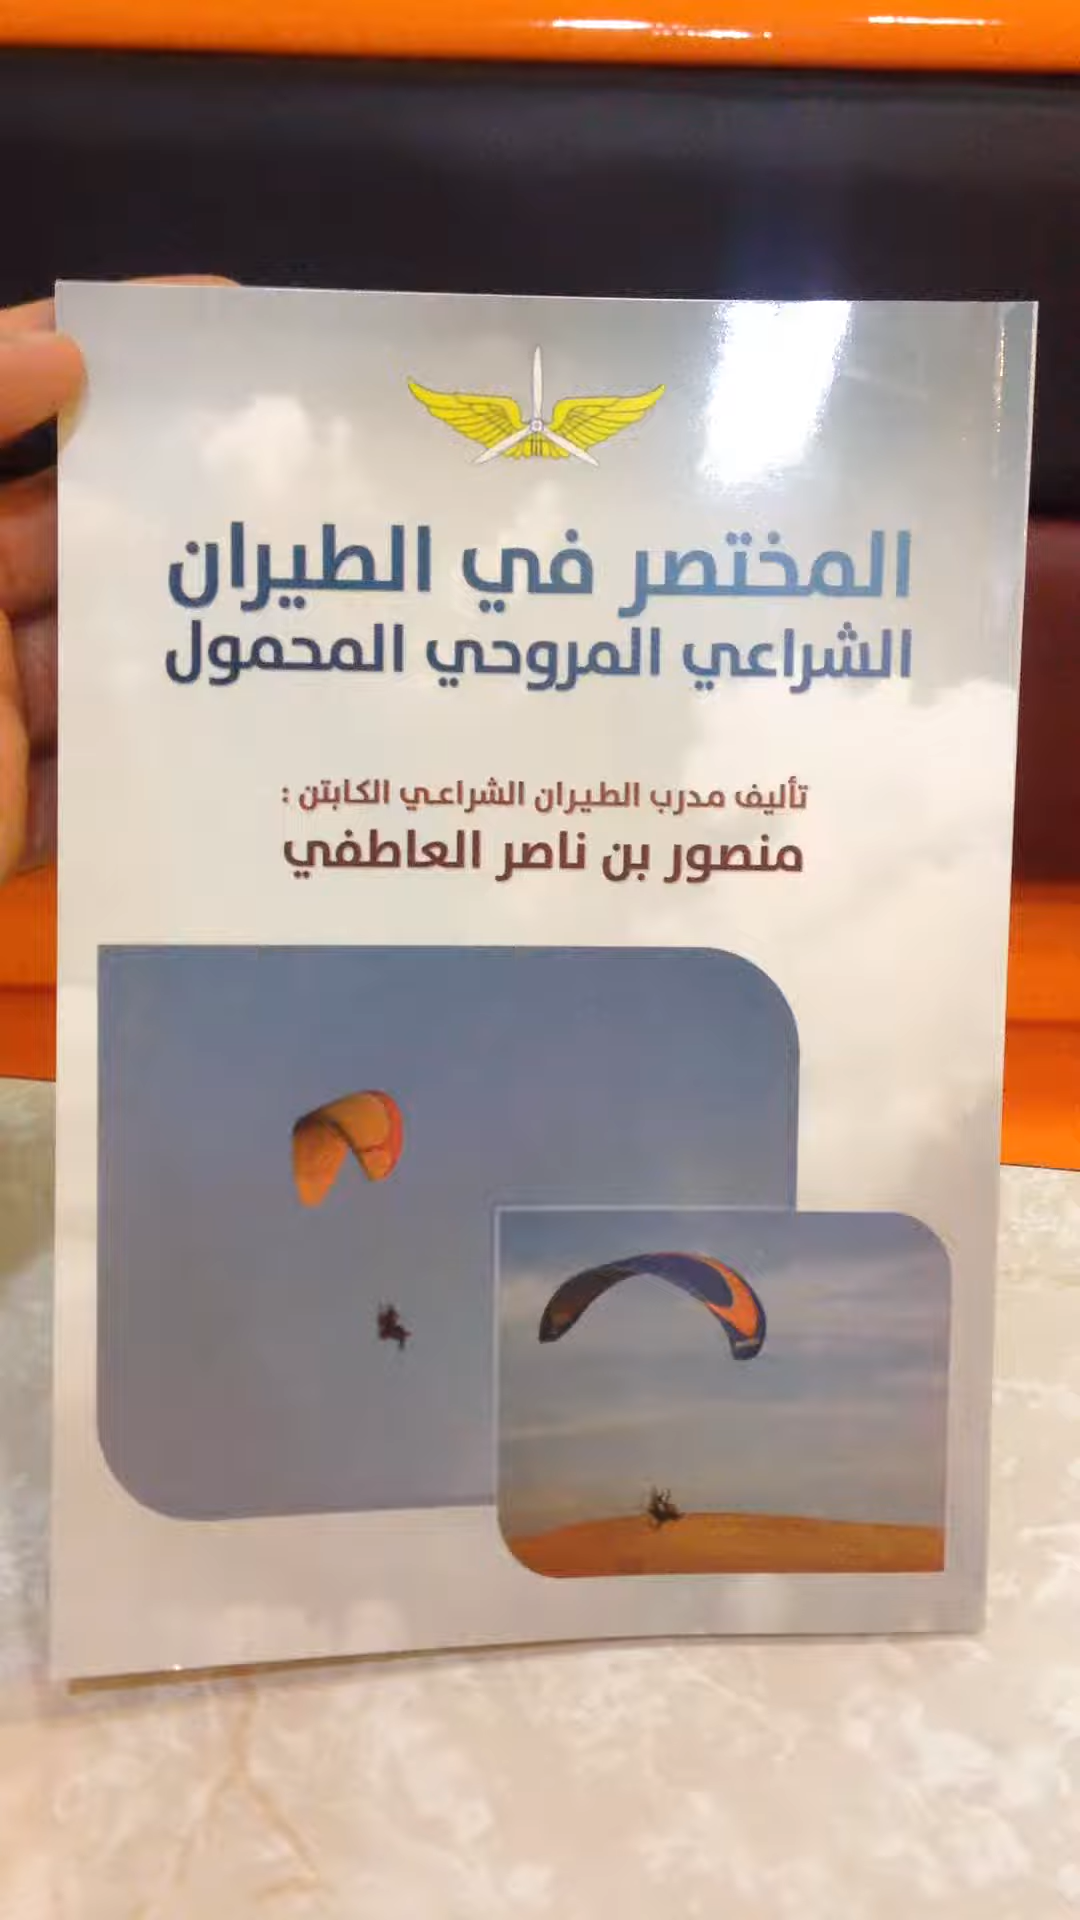 المختصر في الطيران
الشراعي المروحي المحمول
تأليف مدرب الطيران الشراعي الكابتن :
منصور بن ناصر العاطفي